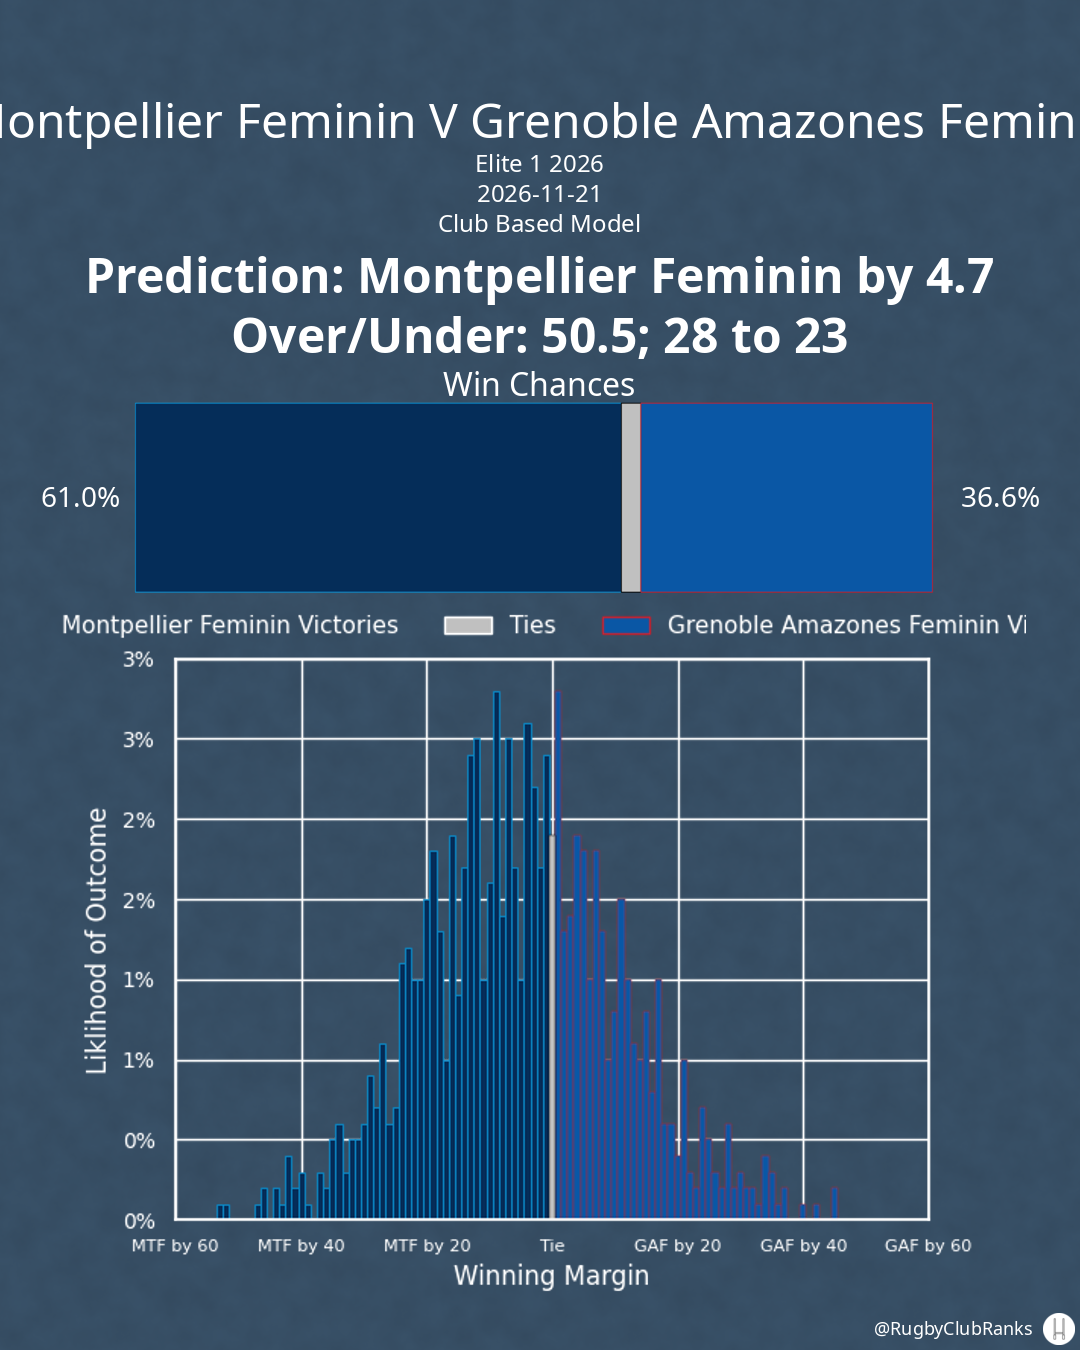 ontpellier Feminin V Grenoble Amazones Femin
Elite 1 2026
2026-11-21
Club Based Model
Prediction: Montpellier Feminin by 4.7
Over/Under: 50.5; 28 to 23
Win Chances
61.0%
36.6%
Montpellier Feminin Victories
Ties
Grenoble Amazones Feminin Vi
3%
3%
2%
2%
1%
1%
0%
0%
Liklihood of Outcome
MTF by 60
MTF by 40
MTF by 20
Tie
GAF by 20
GAF by 40
GAF by 60
Winning Margin
@RugbyClubRanks